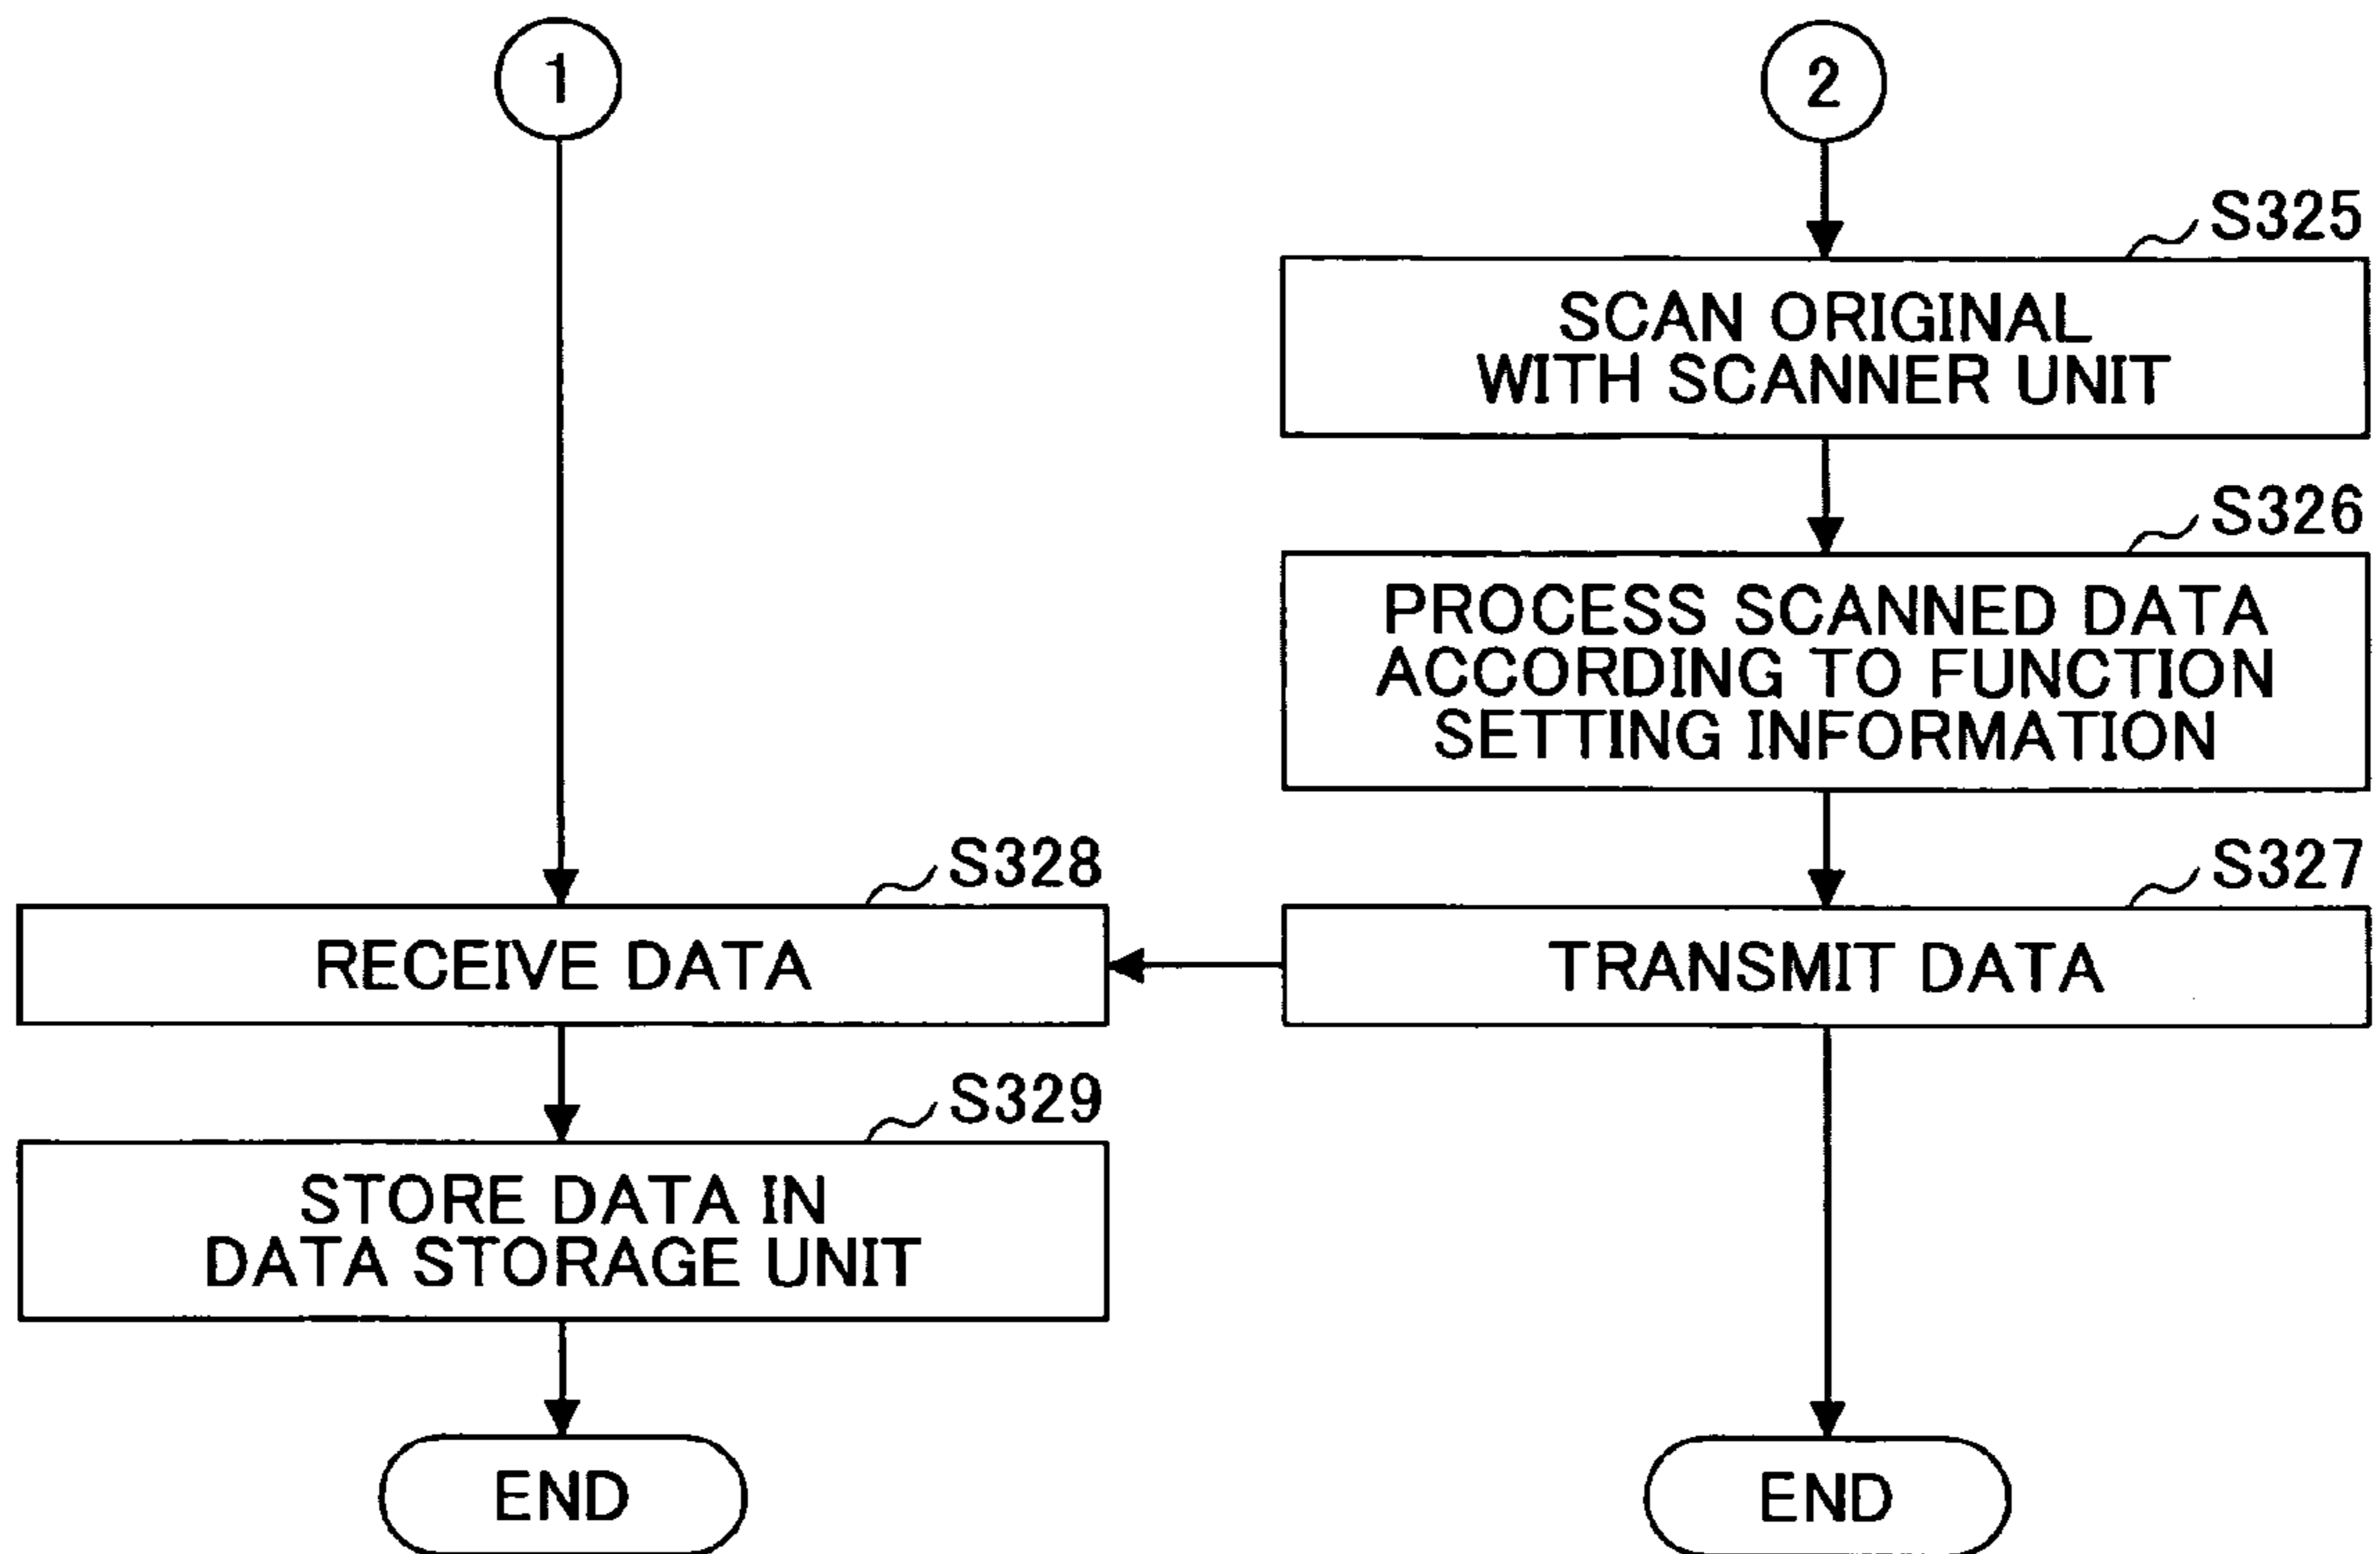 1
2
S325
SCAN ORIGINAL
WITH SCANNER UNIT
S326
PROCESS SCANNED DATA
ACCORDING TO FUNCTION
SETTING INFORMATION
S328
RECEIVE DATA
S327
TRANSMIT DATA
S329
STORE DATA IN
DATA STORAGE UNIT
END
END